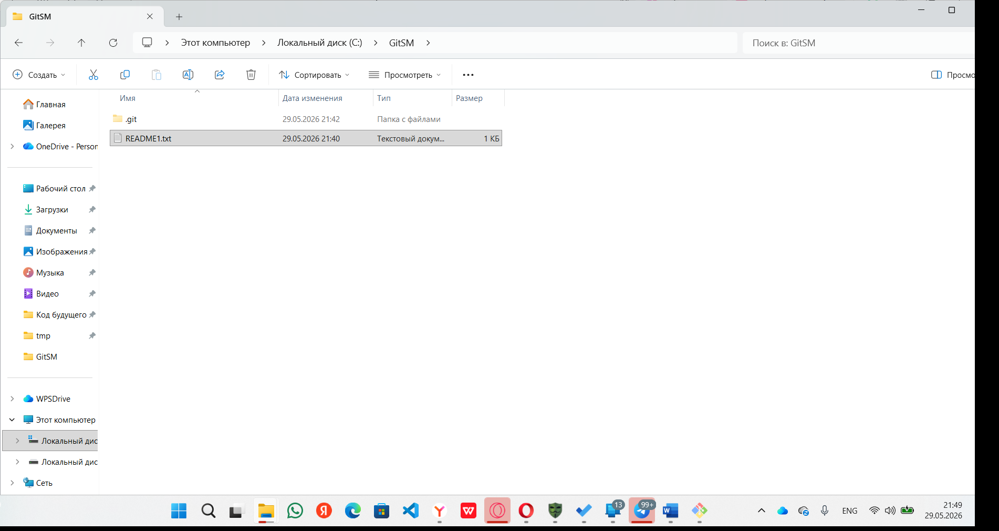 GitSM
Этот компьютер
Локальный диск (C:)
GitSM
Поиск в: GitSM
Создать
Сортировать
Просмотреть
Просмо
Имя
Дата изменения
Тип
Размер
.git
29.05.2026 21:42
Папка с файлами
README1.txt
29.05.2026 21:40
Текстовый докум...
1 КБ
Главная
Галерея
OneDrive - Person
Рабочий стол
Загрузки
Документы
Изображения
Музыка
Видео
Код будущего
tmp
GitSM
WPSDrive
Этот компьютер
Локальный дис
Локальный дис
Сеть
13
99+
ENG
21:49
29.05.2026